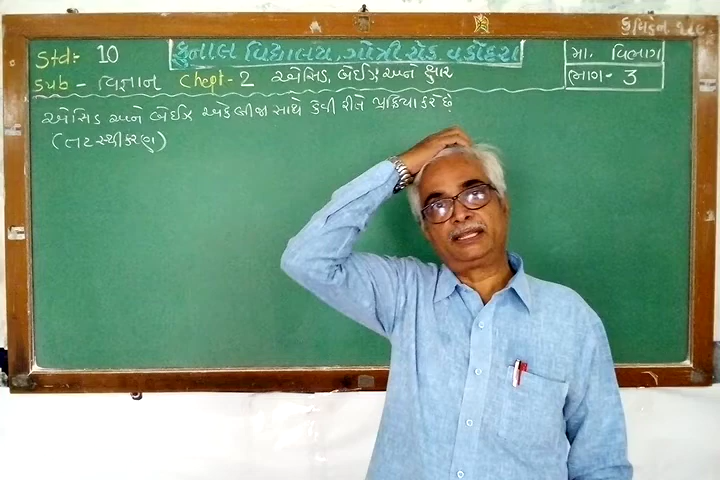 Std:- 10
કુનાલ વિદ્યાલય, ગોત્રી રોડ વડોદરા
મા. વિભાગ
Sub - વિજ્ઞાન Chept- 2 એસિડ, બેઈઝ અને ક્ષાર
ભાગ- 3
એસિડ અને બેઈઝ એકબીજા સાથે કેવી રીતે પ્રક્રિયા કરે છે
(તટસ્થીકરણ)